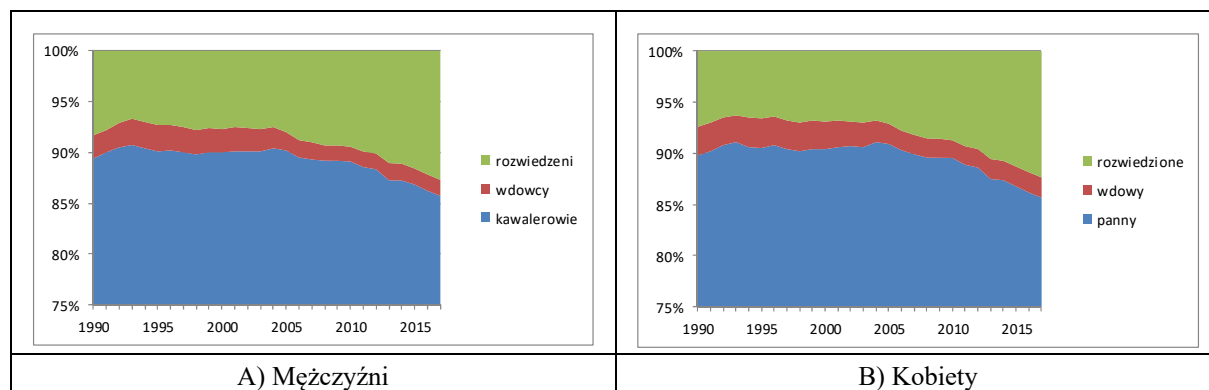 100%
95%
90%
85%
80%
75%
1990 1995 2000 2005 2010 2015
rozwiedzeni
wdowcy
kawalerowie
A) Mężczyźni
100%
95%
90%
85%
80%
75%
1990 1995 2000 2005 2010 2015
rozwiedzione
wdowy
panny
B) Kobiety